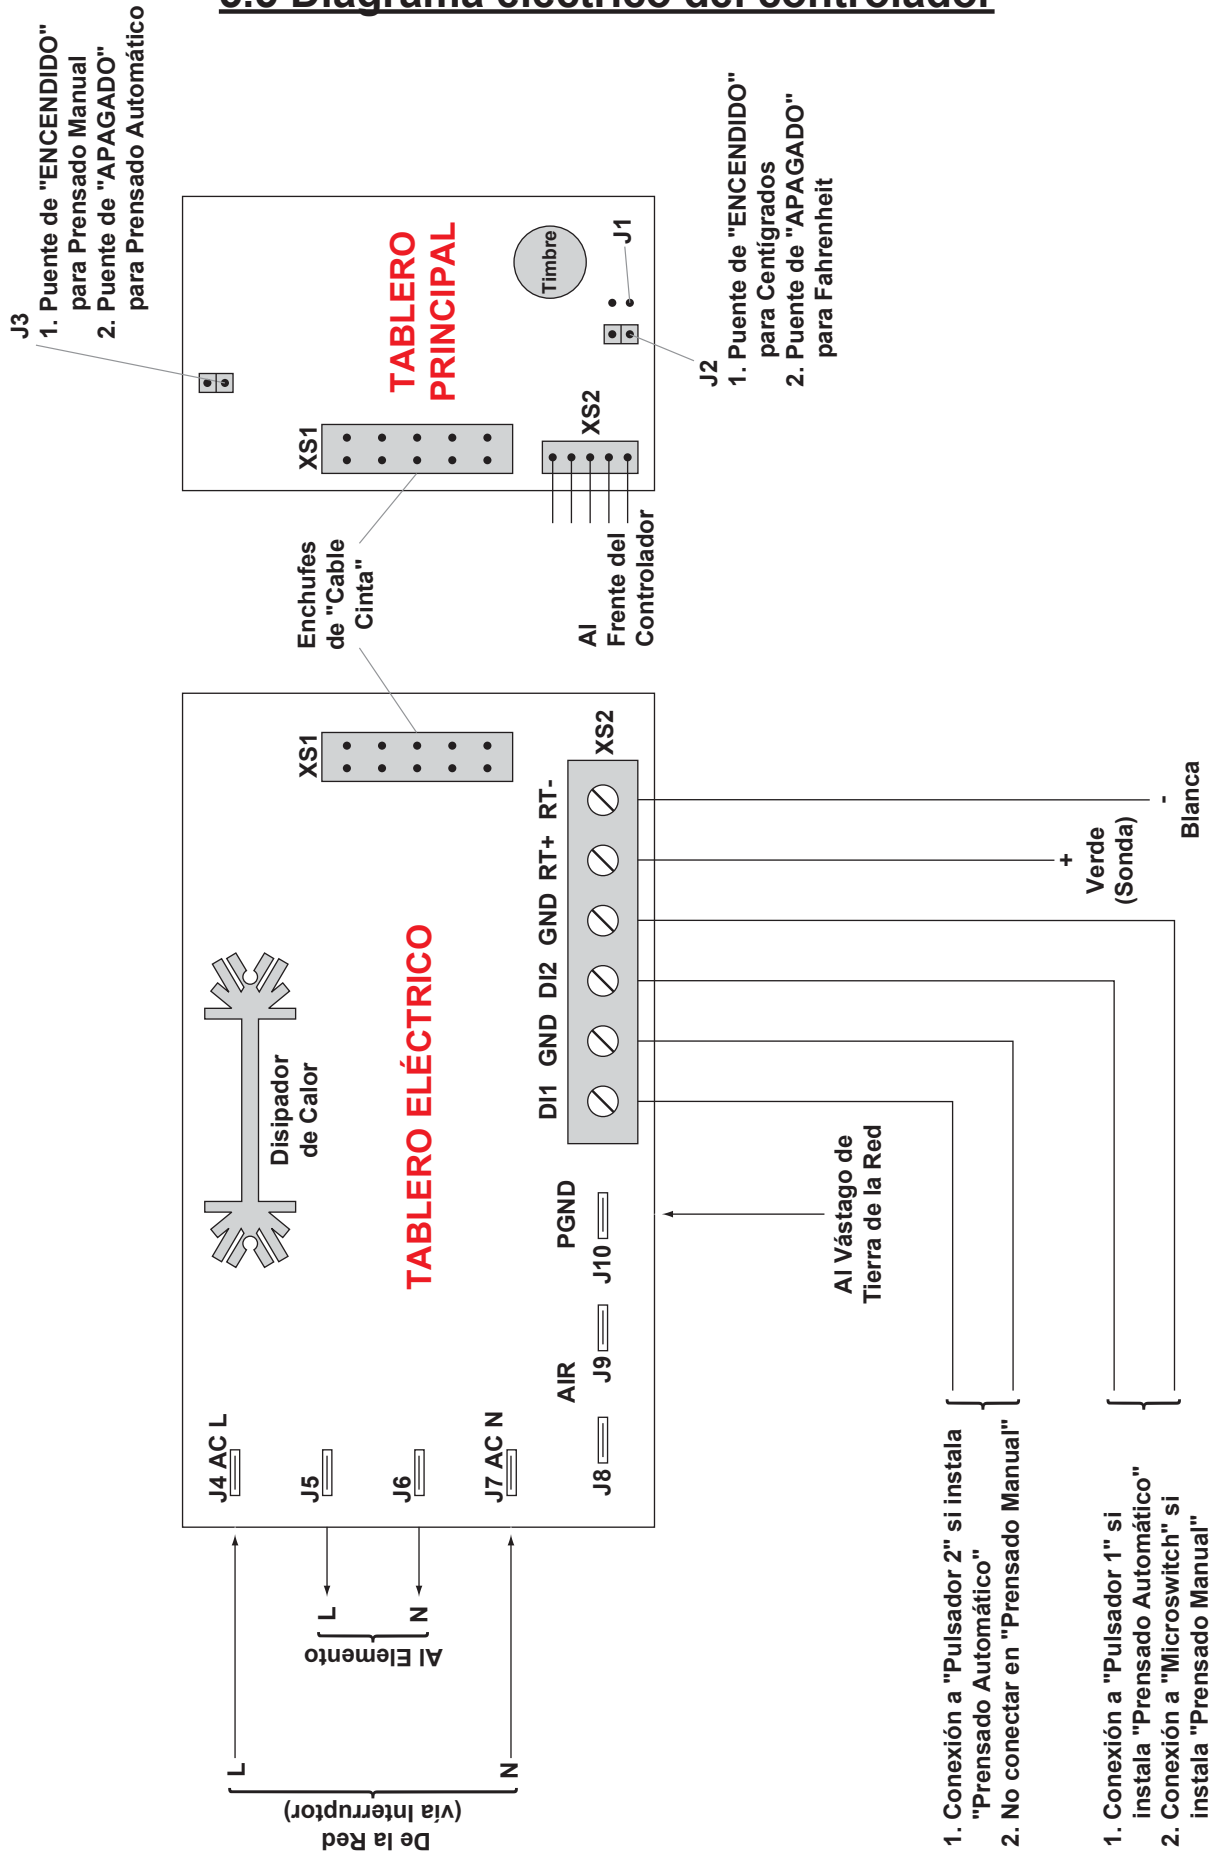 Diagrama eléctrico del controlador
J3
1. Puente de "ENCENDIDO"
para Prensado Manual
2. Puente de "APAGADO"
para Prensado Automático
TABLERO
PRINCIPAL
Timbre
J1
XS1
XS2
J2
1. Puente de "ENCENDIDO"
para Centígrados
2. Puente de "APAGADO"
para Fahrenheit
Enchufes
de "Cable
Cinta"
Al
Frente del
Controlador
XS1
XS2
Disipador
de Calor
TABLERO ELÉCTRICO
DI1
GND
DI2
GND
RT+
RT-
J4 AC L
J5
J6
J7 AC N
J8
AIR
J9
J10
PGND
L
N
Al Elemento
L
N
De la Red
(vía Interruptor)
Al Vástago de
Tierra de la Red
+
Verde
(Sonda)
-
Blanca
1. Conexión a "Pulsador 2" si instala
"Prensado Automático"
2. No conectar en "Prensado Manual"
1. Conexión a "Pulsador 1" si
instala "Prensado Automático"
2. Conexión a "Microswitch" si
instala "Prensado Manual"